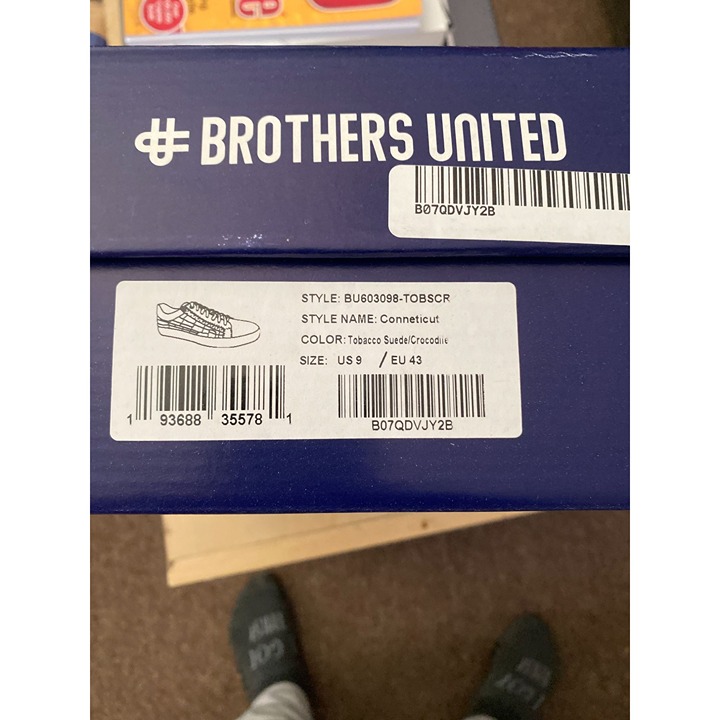 BROTHERS UNITED
B07QDVJY2B
STYLE: BU603098-TOBSCR
STYLE NAME: Conneticut
COLOR: Tobacco Suede/Crocodile
SIZE: US 9 / EU 43
1 93688 35578 1
B07QDVJY2B